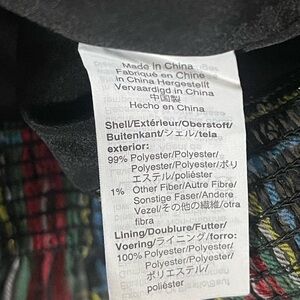 Made in China
Fabriqué en Chine
in China Hergestellt
Vervaardigd in China
中国製
Hecho en China
Shell/Extérieur/Oberstoff/
Buitenkant/シェル/tela
exterior:
99% Polyester/Polyester/
Polyester/Polyester/ポリ
エステル/poliéster
1% Other Fiber/Autre Fibre/
Sonstige Faser/Andere
Vezel/その他の繊維/otra
fibra
Lining/Doublure/Futter/
Voering/ライニング/forro:
100% Polyester/Polyester/
Polyester/Polyester/ポリ
エステル/
poliéster